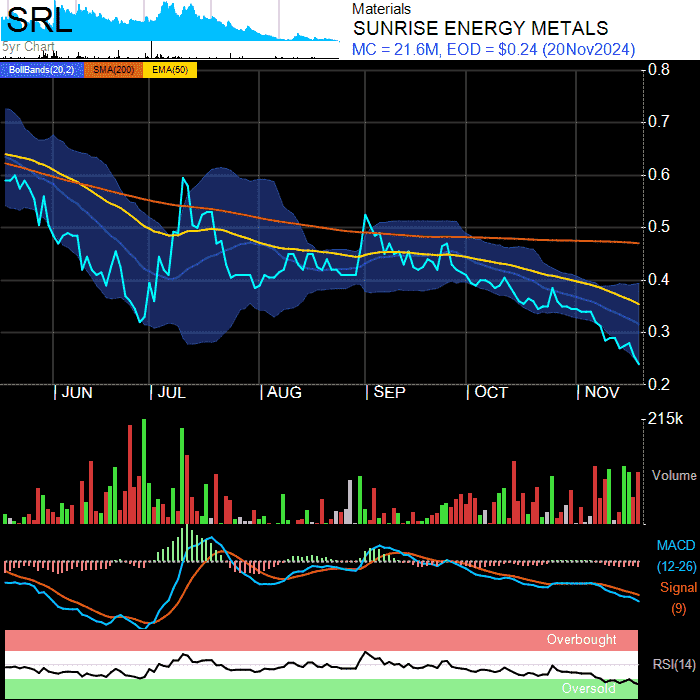 SRL
5yr Chart
Materials
SUNRISE ENERGY METALS
MC = 21.6M, EOD = $0.24 (20Nov2024)
BollBands(20,2) SMA(200) EMA(50)
0.8
0.7
0.6
0.5
0.4
0.3
0.2
JUN JUL AUG SEP OCT NOV
215k
Volume
MACD
(12-26)
Signal
(9)
Overbought
RSI(14)
Oversold